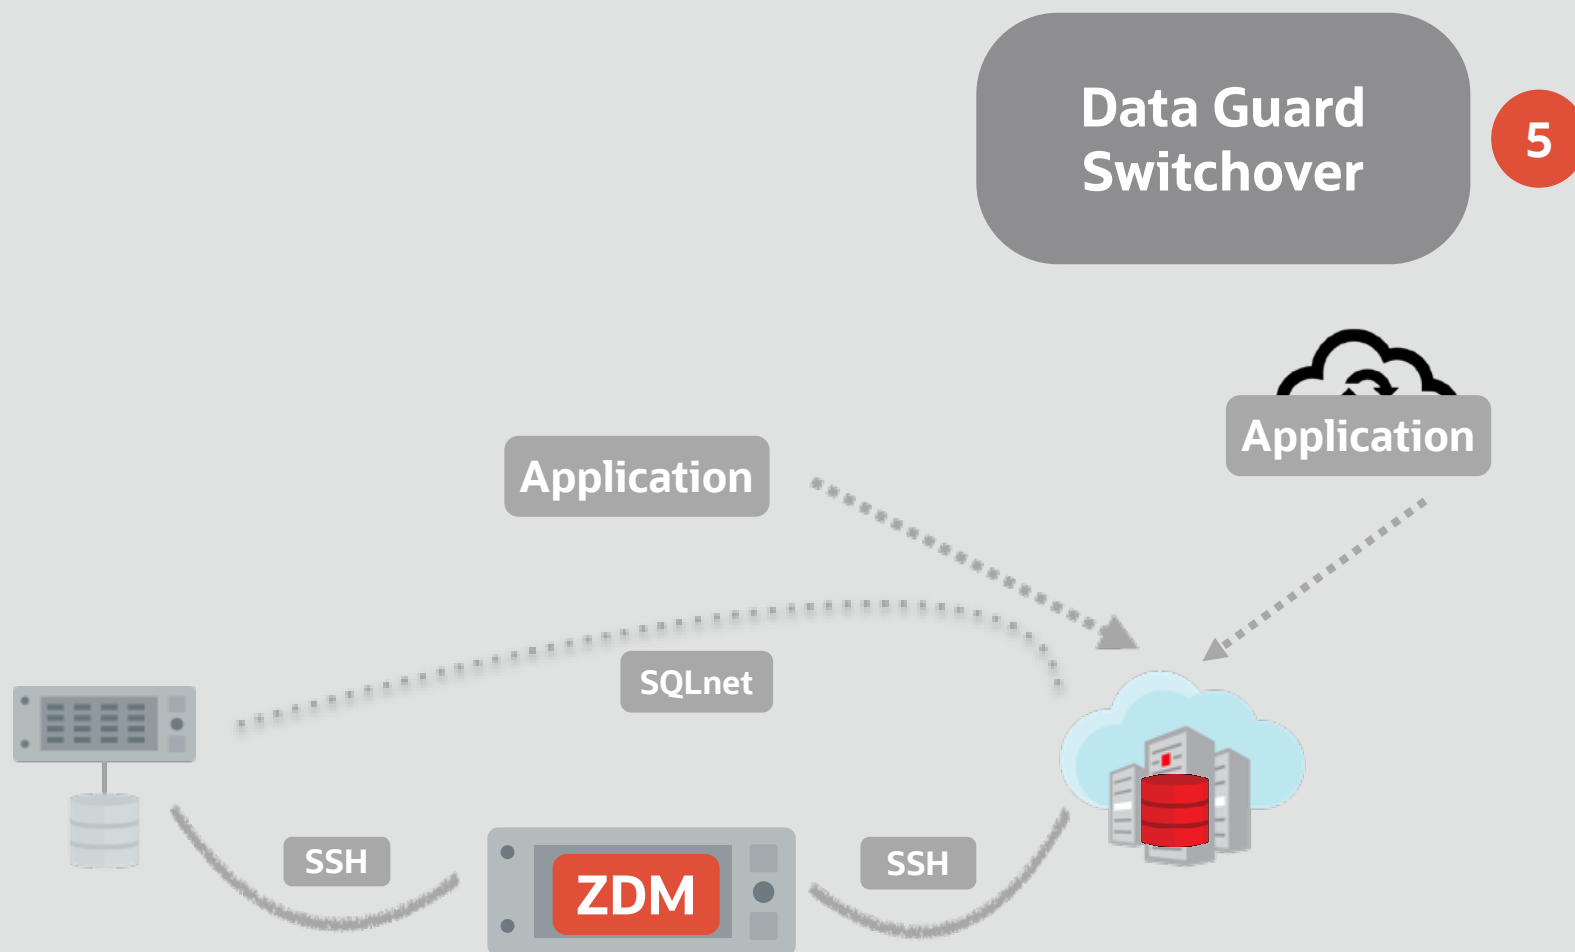 Data Guard
Switchover
5
Application
Application
SQLnet
SSH
SSH
ZDM